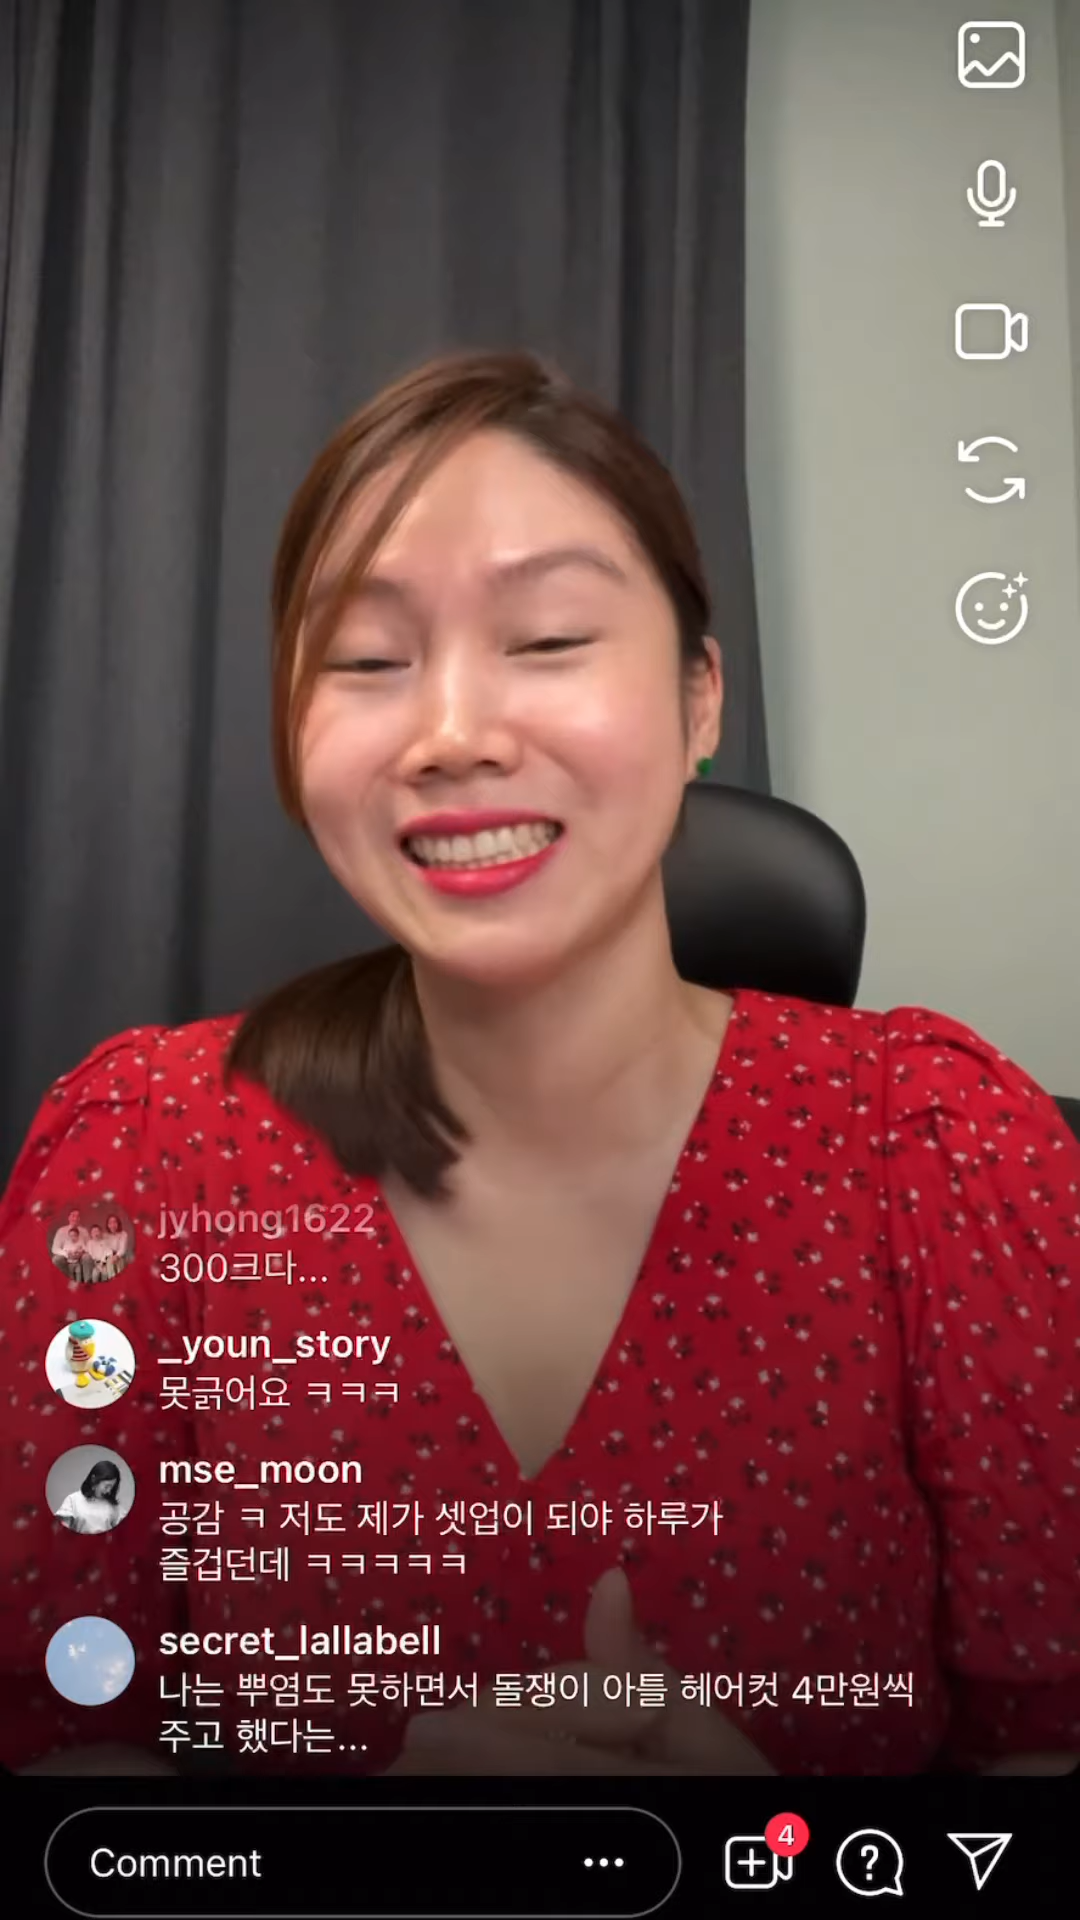 jyhong1622
300크다...
_youn_story
못긁어요 ㅋㅋㅋ
mse_moon
공감 ㅋ 저도 제가 셋업이 되야 하루가
즐겁던데 ㅋㅋㅋㅋㅋ
secret_lallabell
나는 뿌염도 못하면서 돌쟁이 아틀 헤어컷 4만원씩
주고 했다는...
4
Comment